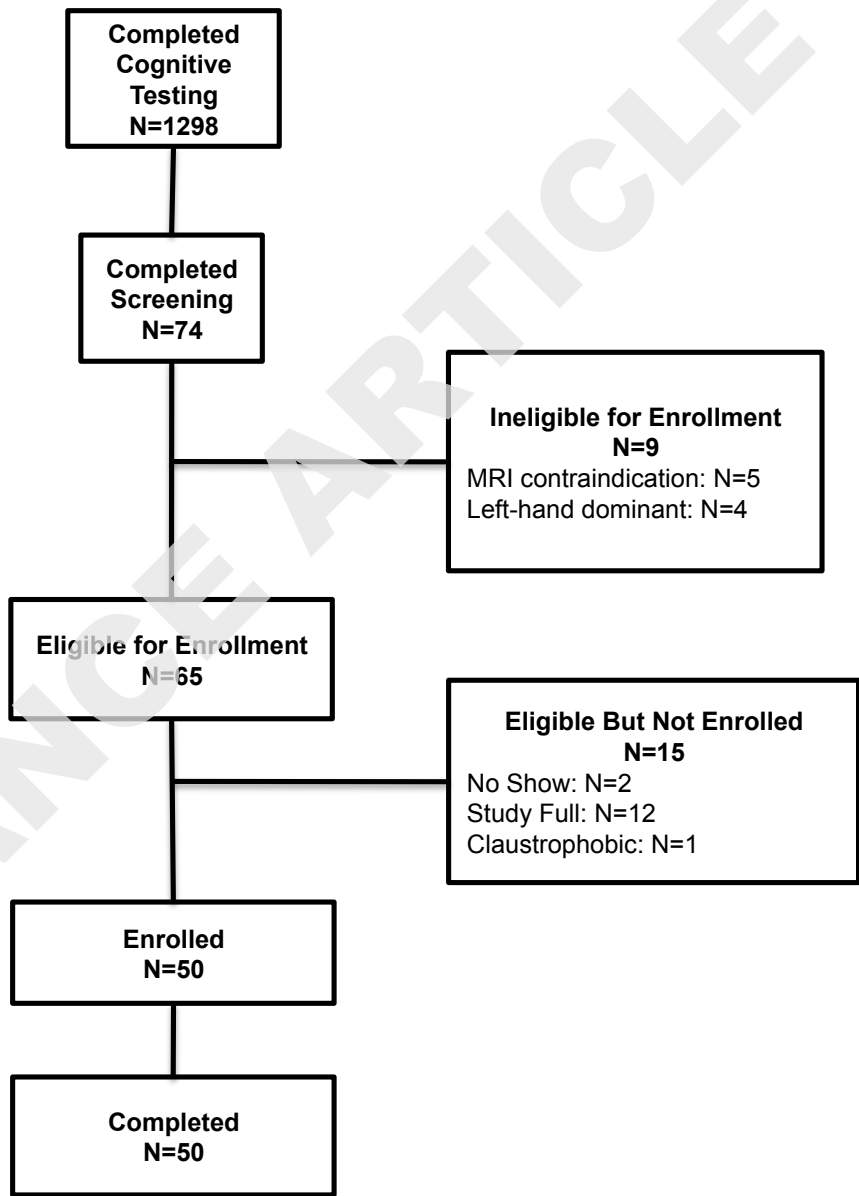 Completed
Cognitive
Testing
N=1298
Completed
Screening
N=74
Ineligible for Enrollment
N=9
MRI contraindication: N=5
Left-hand dominant: N=4
Eligible for Enrollment
N=65
Eligible But Not Enrolled
N=15
No Show: N=2
Study Full: N=12
Claustrophobic: N=1
Enrolled
N=50
Completed
N=50
NCE ARTICLE